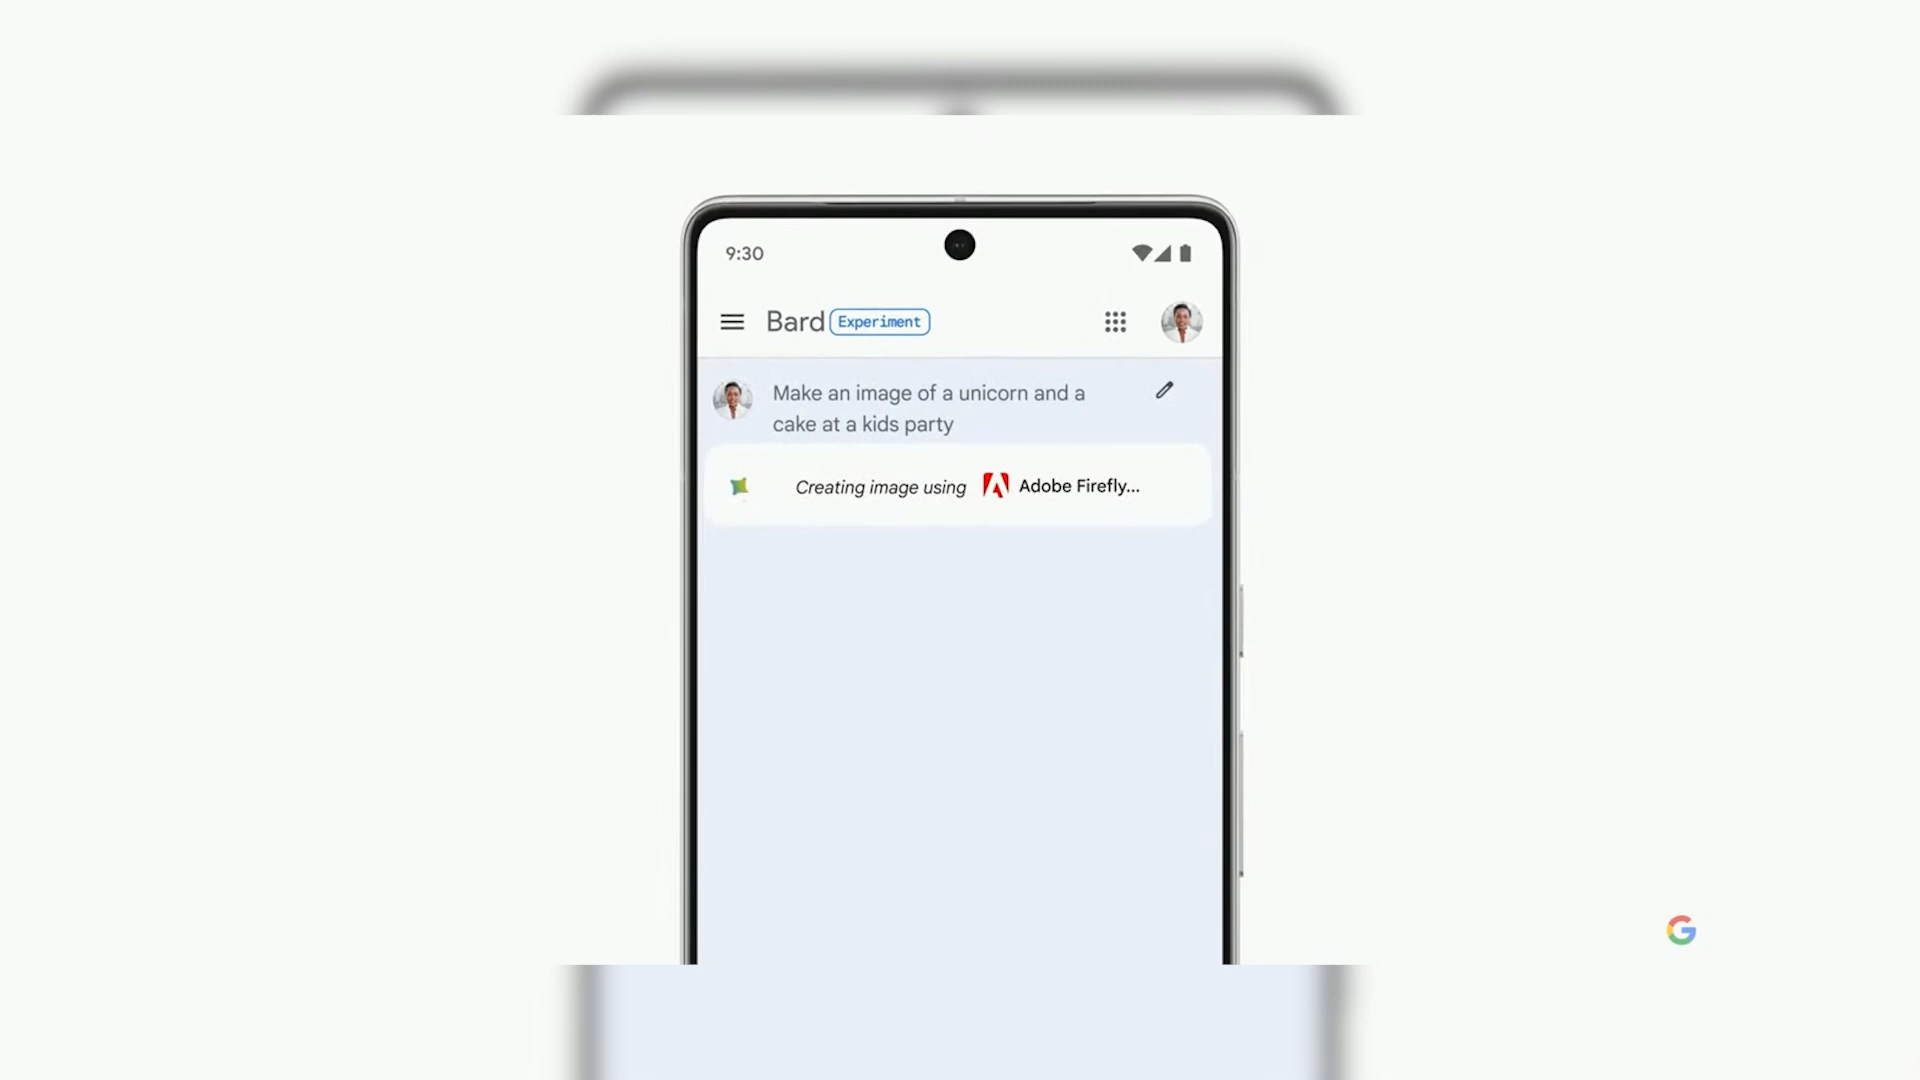 9:30
Bard Experiment
Make an image of a unicorn and a
cake at a kids party
Creating image using Adobe Firefly...